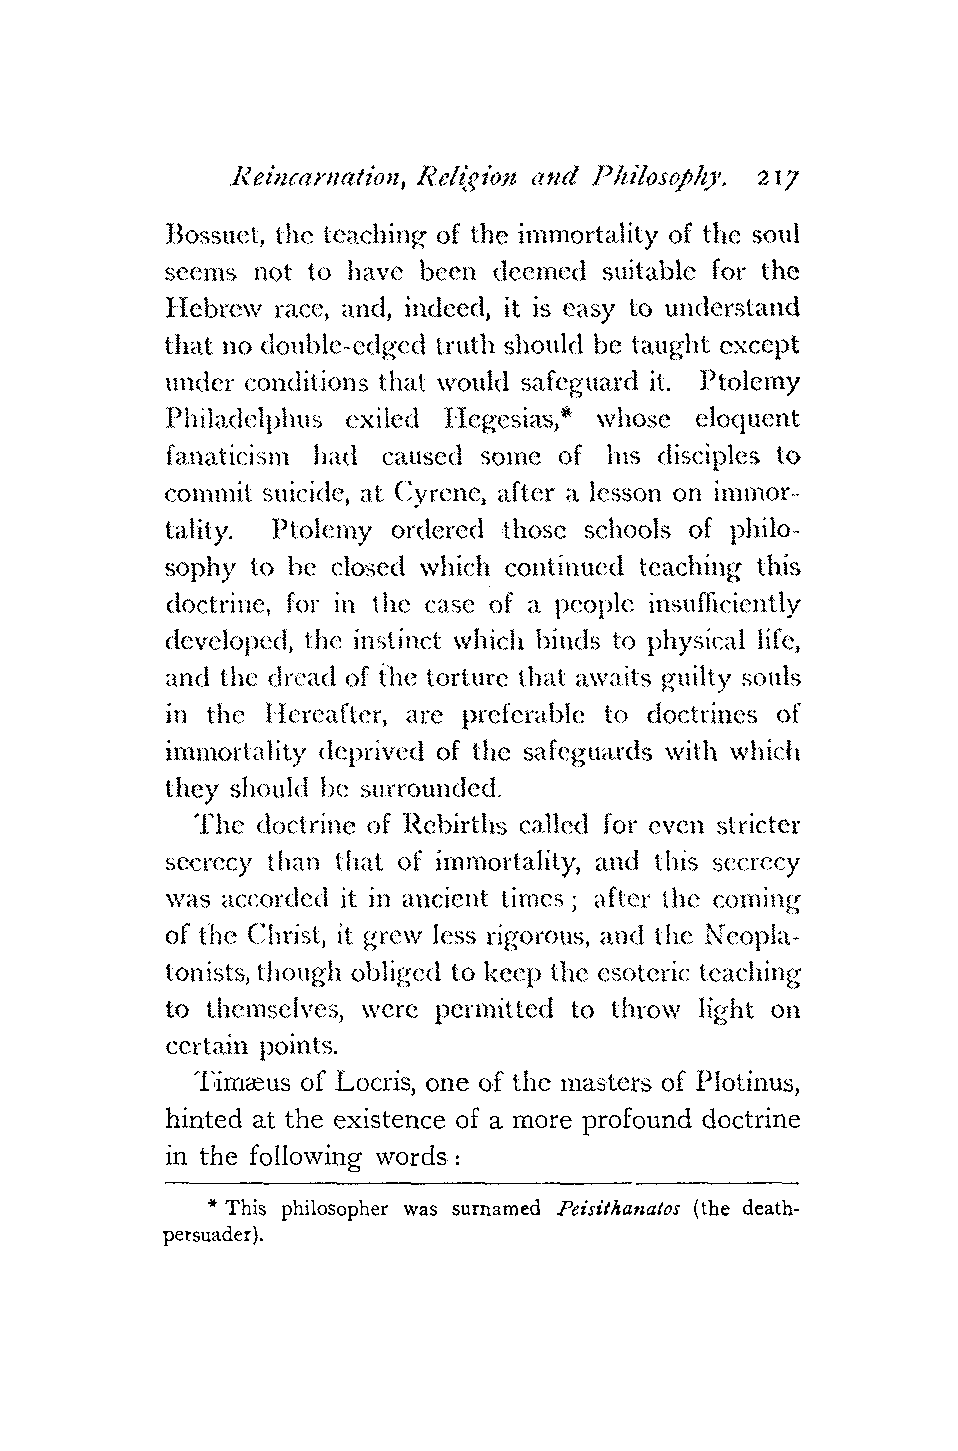 Reincarnation, Religion and Philosophy. 217
Bossuet, the teaching of the immortality of the soul
seems not to have been deemed suitable for the
Hebrew race, and, indeed, it is easy to understand
that no double-edged truth should be taught except
under conditions that would safeguard it. Ptolemy
Philadelphus exiled Hegesias,* whose eloquent
fanaticism had caused some of his disciples to
commit suicide, at Cyrene, after a lesson on immor-
tality. Ptolemy ordered those schools of philo-
sophy to be closed which continued teaching this
doctrine, for in the case of a people insufficiently
developed, the instinct which binds to physical life,
and the dread of the torture that awaits guilty souls
in the Hereafter, are preferable to doctrines of
immortality deprived of the safeguards with which
they should be surrounded.
The doctrine of Rebirths called for even stricter
secrecy than that of immortality, and this secrecy
was accorded it in ancient times; after the coming
of the Christ, it grew less rigorous, and the Neopla-
tonists, though obliged to keep the esoteric teaching
to themselves, were permitted to throw light on
certain points.
Timæus of Locris, one of the masters of Plotinus,
hinted at the existence of a more profound doctrine
in the following words:
* This philosopher was surnamed Peisithanatos (the death-
persuader).